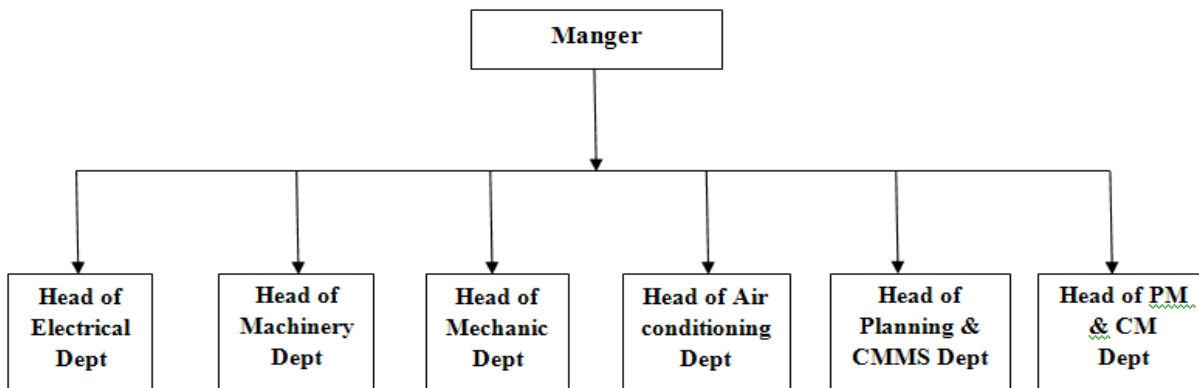 Manger
Head of
Electrical
Dept
Head of
Machinery
Dept
Head of
Mechanic
Dept
Head of Air
conditioning
Dept
Head of
Planning &
CMMS Dept
Head of PM
& CM
Dept